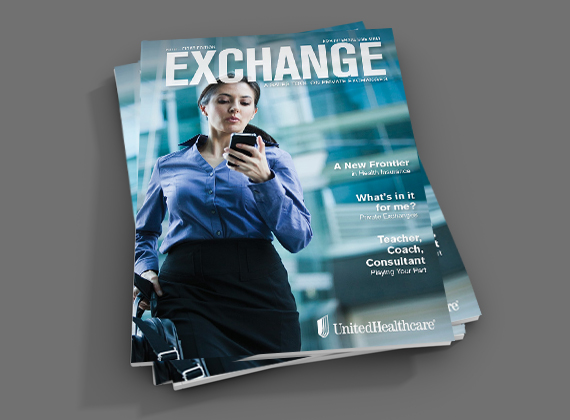 EXCHANGE
A New Frontier
in Health Insurance
What's in it
for me?
Private Exchanges
Teacher,
Coach,
Consultant
Playing Your Part
UnitedHealthcare®